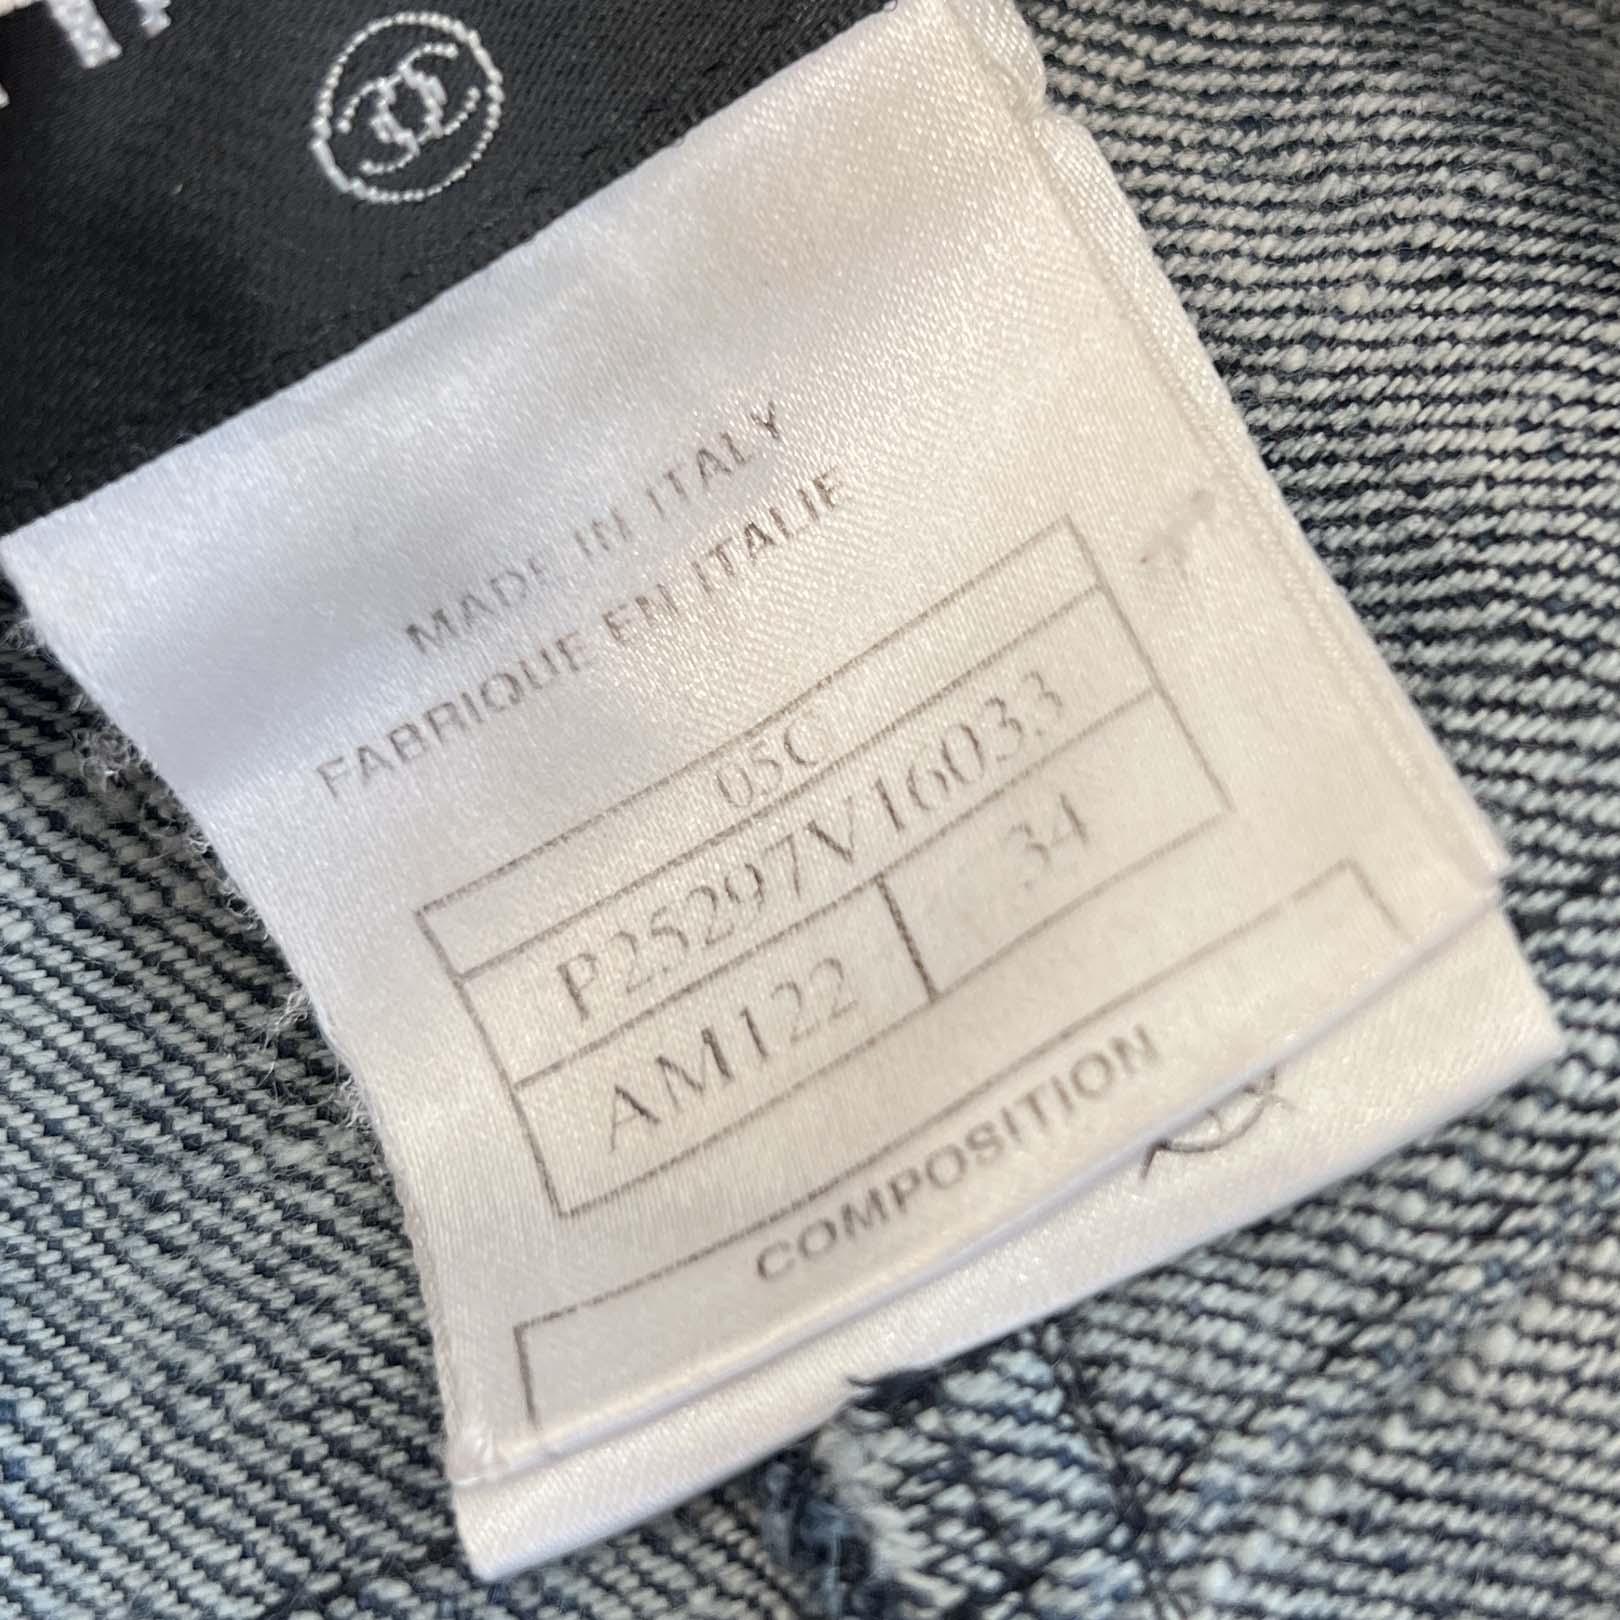 MADE IN ITALY
FABRIQUE EN ITALIE
05C
P25297V16033
AM122 34
COMPOSITION